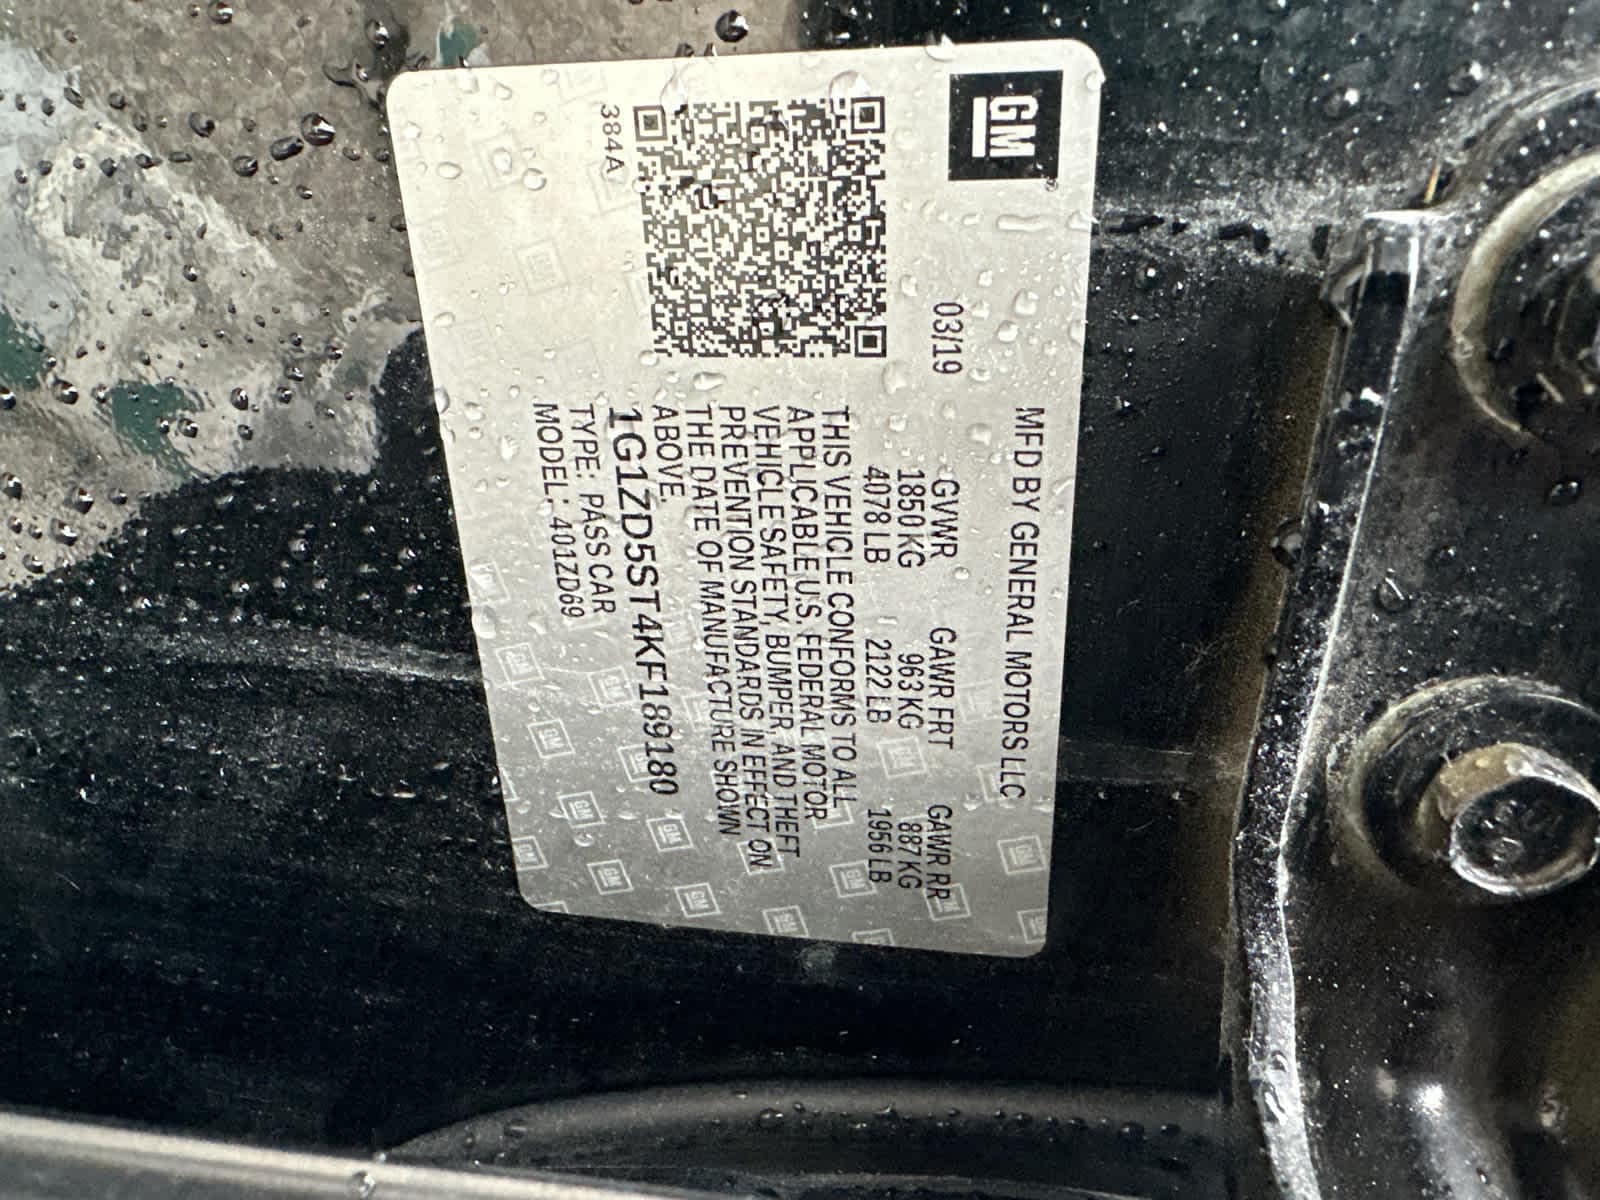 GM
MFD BY GENERAL MOTORS LLC
03/19
GVWR GAWR FRT GAWR RR
1850 KG 963 KG 887 KG
4078 LB 2122 LB 1956 LB
THIS VEHICLE CONFORMS TO ALL
APPLICABLE U.S. FEDERAL MOTOR
VEHICLE SAFETY, BUMPER, AND THEFT
PREVENTION STANDARDS IN EFFECT ON
THE DATE OF MANUFACTURE SHOWN
ABOVE.
384A
1G1ZD5ST4KF189180
TYPE: PASS CAR
MODEL: 401ZD69